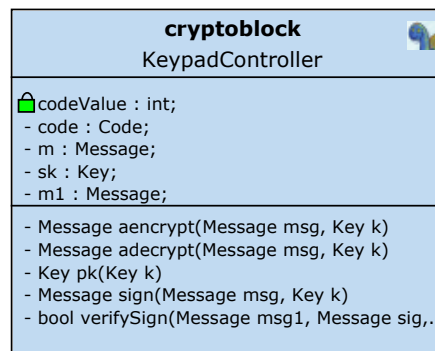 cryptoblock
KeypadController
codeValue : int;
- code : Code;
- m : Message;
- sk : Key;
- m1 : Message;
- Message aencrypt(Message msg, Key k)
- Message adecrypt(Message msg, Key k)
- Key pk(Key k)
- Message sign(Message msg, Key k)
- bool verifySign(Message msg1, Message sig,.